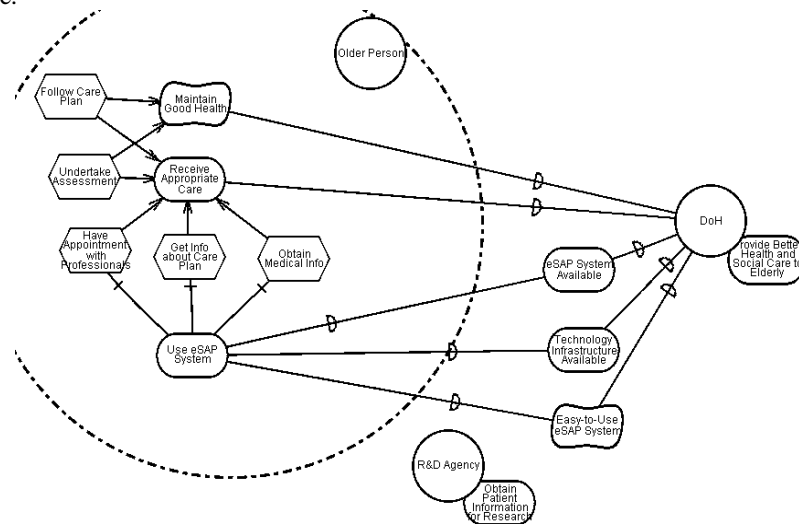 c.
Older Person
Follow Care
Plan
Maintain
Good Health
Undertake
Assessment
Receive
Appropriate
Care
Have
Appointment
with
Professionals
Get Info
about Care
Plan
Obtain
Medical Info
DoH
rovide Bette
Health and
Social Care to
Elderly
eSAP System
Available
Use eSAP
System
Technology
Infrastructure
Available
Easy-to-Use
eSAP System
R&D Agency
Obtain
Patient
Information
for Research